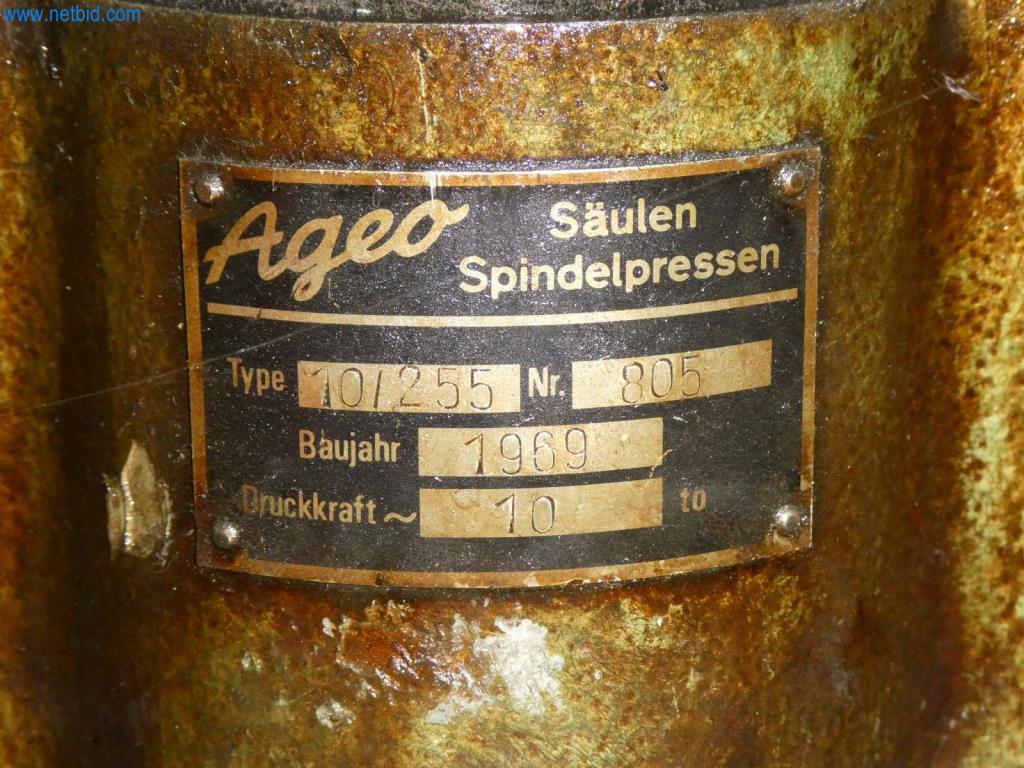 www.netbid.com
Ageo Säulen
Spindelpressen
Type 10/255 Nr. 805
Baujahr 1969
Druckkraft ~ 10 to